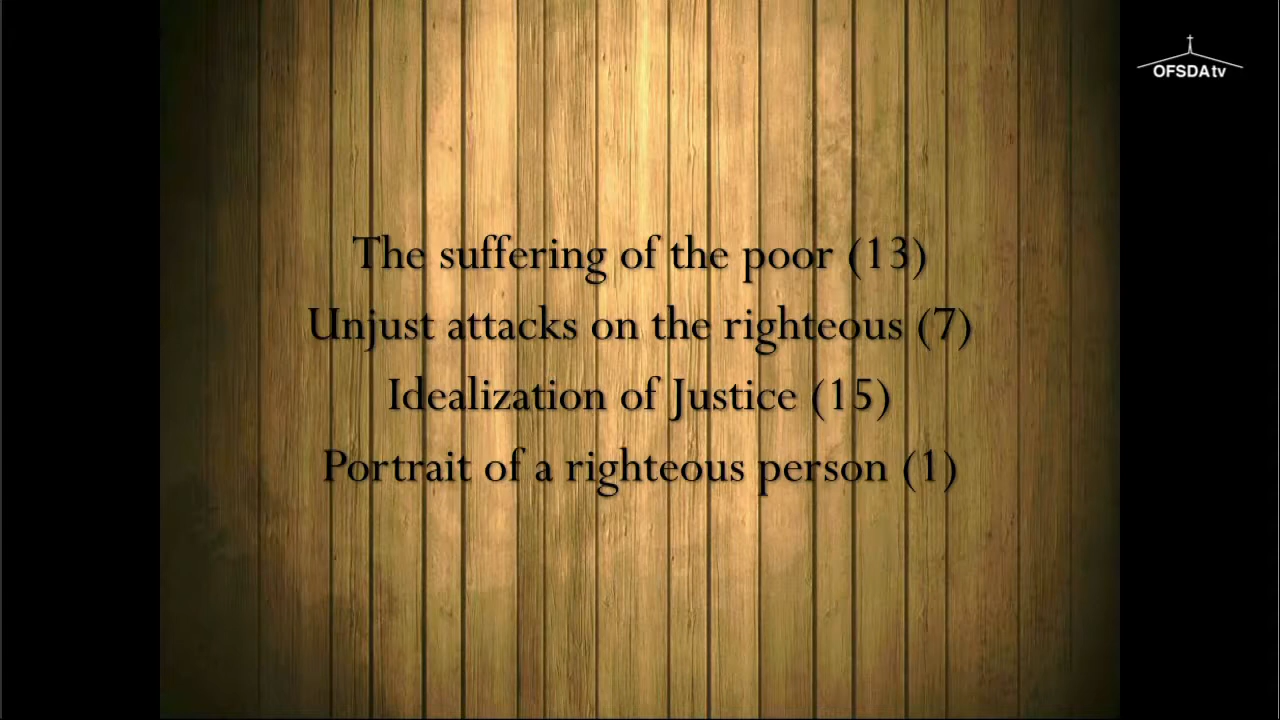 OFSDAtv
The suffering of the poor (13)
Unjust attacks on the righteous (7)
Idealization of Justice (15)
Portrait of a righteous person (1)